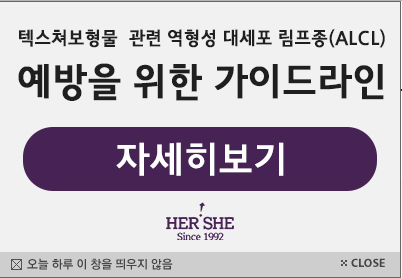 텍스쳐보형물 관련 역형성 대세포 림프종(ALCL)
예방을 위한 가이드라인
자세히보기
HER SHE
Since 1992
오늘 하루 이 창을 띄우지 않음
CLOSE